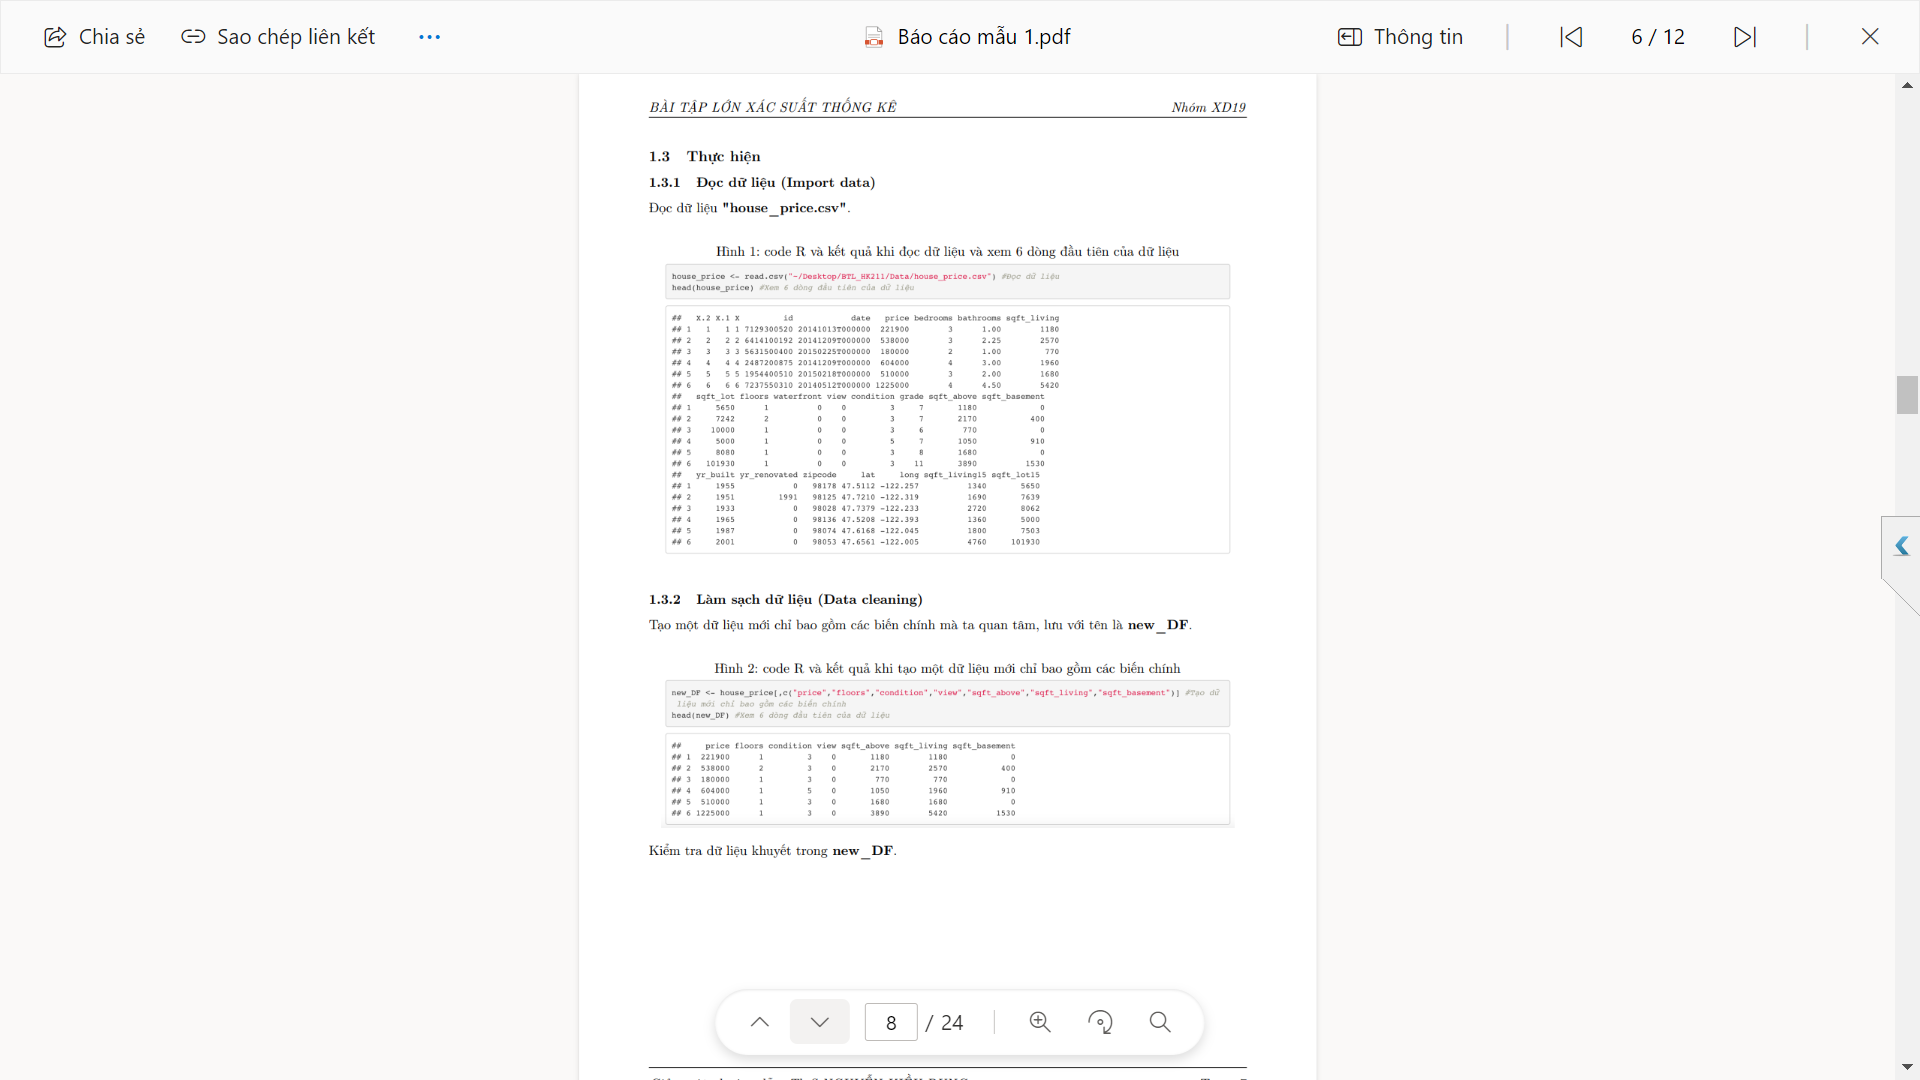 Chia sẻ Sao chép liên kết Báo cáo mẫu 1.pdf Thông tin 6 / 12
BÀI TẬP LỚN XÁC SUẤT THỐNG KÊ Nhóm XD19
1.3 Thực hiện
1.3.1 Đọc dữ liệu (Import data)
Đọc dữ liệu "house_price.csv".
Hình 1: code R và kết quả khi đọc dữ liệu và xem 6 dòng đầu tiên của dữ liệu
house_price <- read.csv("~/Desktop/BTL_HK211/Data/house_price.csv") #Đọc dữ liệu
head(house_price) #Xem 6 dòng đầu tiên của dữ liệu
## X.2 X.1 X id date price bedrooms bathrooms sqft_living
## 1 1 1 1 7129300520 20141013T000000 221900 3 1.00 1180
## 2 2 2 2 6414100192 20141209T000000 538000 3 2.25 2570
## 3 3 3 3 5631500400 20150225T000000 180000 2 1.00 770
## 4 4 4 4 2487200875 20141209T000000 604000 4 3.00 1960
## 5 5 5 5 1954400510 20150218T000000 510000 3 2.00 1680
## 6 6 6 6 7237550310 20140512T000000 1225000 4 4.50 5420
## sqft_lot floors waterfront view condition grade sqft_above sqft_basement
## 1 5650 1 0 0 3 7 1180 0
## 2 7242 2 0 0 3 7 2170 400
## 3 10000 1 0 0 3 6 770 0
## 4 5000 1 0 0 5 7 1050 910
## 5 8080 1 0 0 3 8 1680 0
## 6 101930 1 0 0 3 11 3890 1530
## yr_built yr_renovated zipcode lat long sqft_living15 sqft_lot15
## 1 1955 0 98178 47.5112 -122.257 1340 5650
## 2 1951 1991 98125 47.7210 -122.319 1690 7639
## 3 1933 0 98028 47.7379 -122.233 2720 8062
## 4 1965 0 98136 47.5208 -122.393 1360 5000
## 5 1987 0 98074 47.6168 -122.045 1800 7503
## 6 2001 0 98053 47.6561 -122.005 4760 101930
1.3.2 Làm sạch dữ liệu (Data cleaning)
Tạo một dữ liệu mới chỉ bao gồm các biến chính mà ta quan tâm, lưu với tên là new_DF.
Hình 2: code R và kết quả khi tạo một dữ liệu mới chỉ bao gồm các biến chính
new_DF <- house_price[,c("price","floors","condition","view","sqft_above","sqft_living","sqft_basement")] #Tạo dữ
liệu mới chỉ bao gồm các biến chính
head(new_DF) #Xem 6 dòng đầu tiên của dữ liệu
## price floors condition view sqft_above sqft_living sqft_basement
## 1 221900 1 3 0 1180 1180 0
## 2 538000 2 3 0 2170 2570 400
## 3 180000 1 3 0 770 770 0
## 4 604000 1 5 0 1050 1960 910
## 5 510000 1 3 0 1680 1680 0
## 6 1225000 1 3 0 3890 5420 1530
Kiểm tra dữ liệu khuyết trong new_DF.
8 / 24